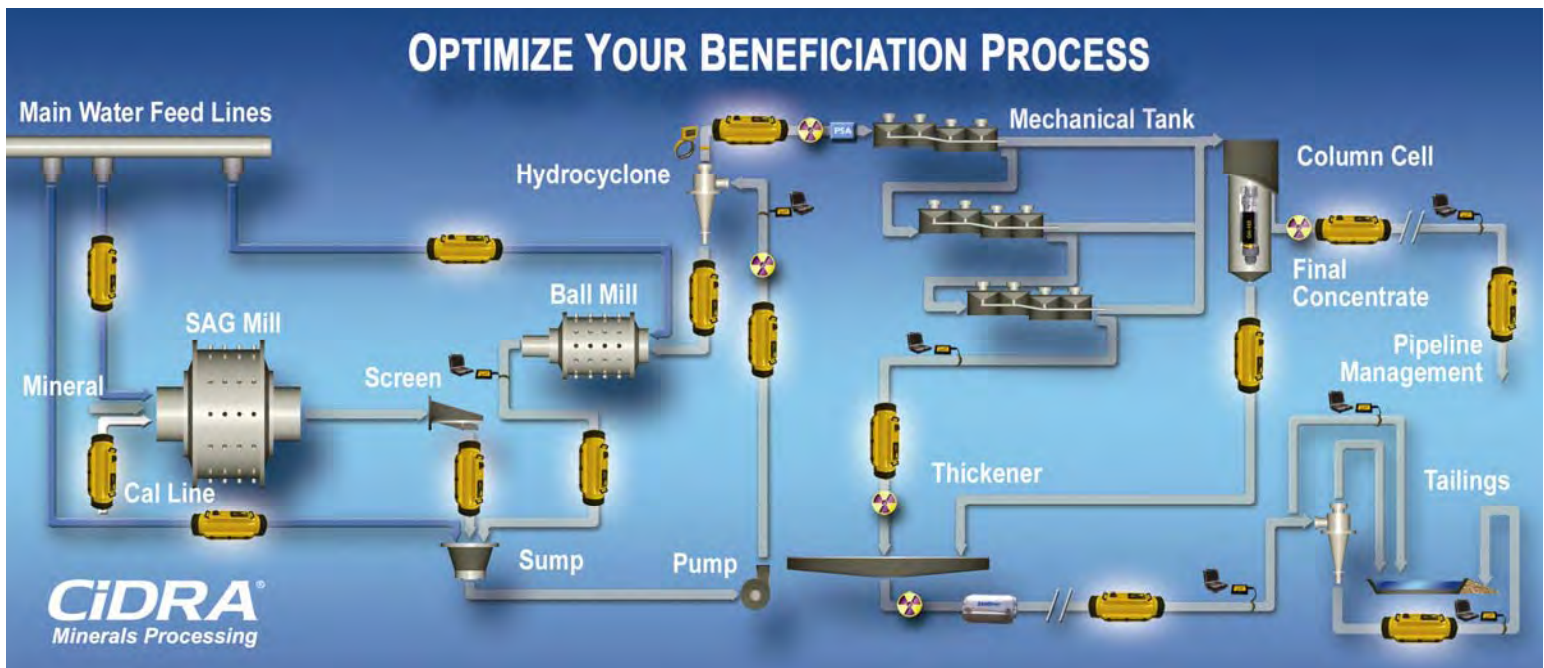 OPTIMIZE YOUR BENEFICIATION PROCESS
Main Water Feed Lines
Mechanical Tank
PSA
Column Cell
Hydrocyclone
Final
Concentrate
Ball Mill
SAG Mill
Pipeline
Management
Screen
Mineral
Thickener
Tailings
Cal Line
Sump
Pump
CiDRA®
Minerals Processing